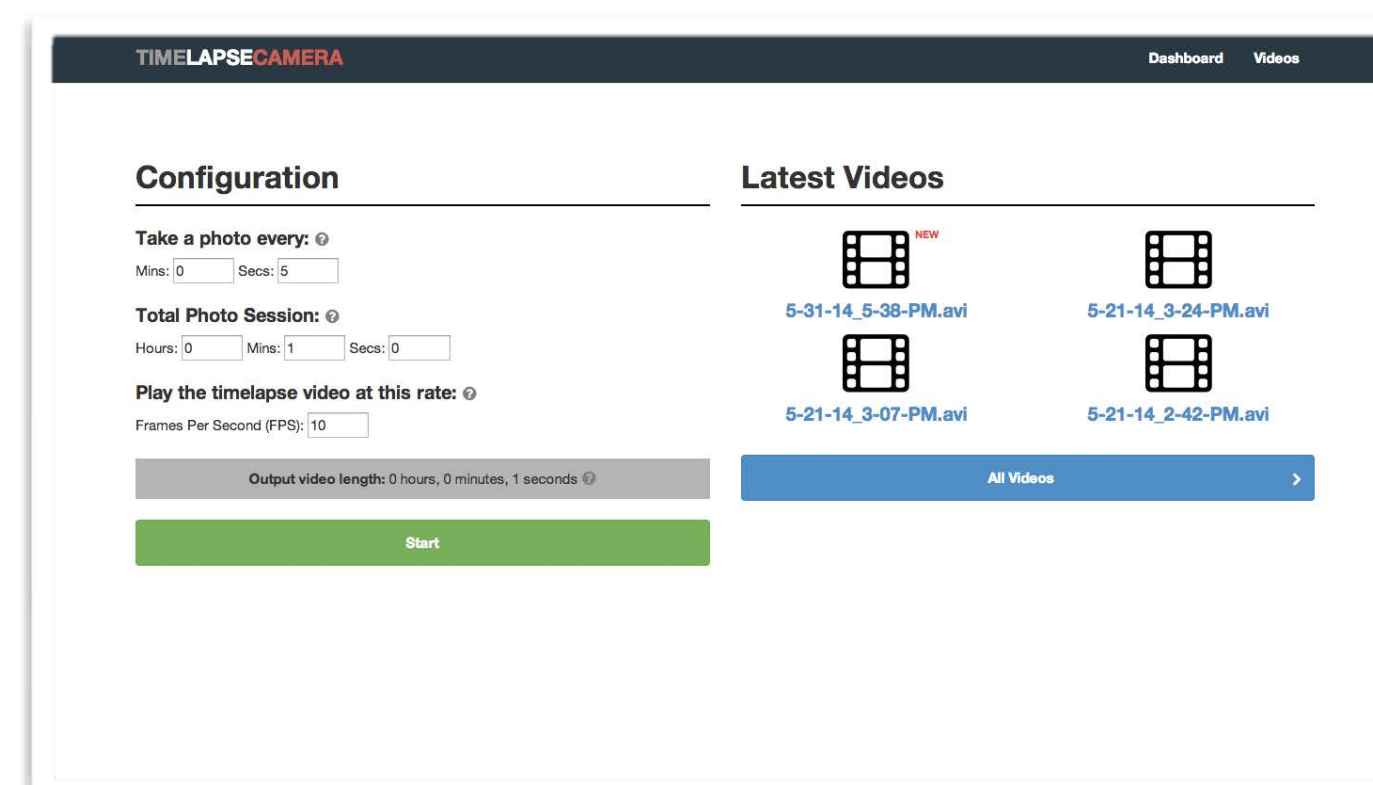 TIMELAPSECAMERA
Dashboard Videos
Configuration
Take a photo every:
Mins: 0 Secs: 5
Total Photo Session:
Hours: 0 Mins: 1 Secs: 0
Play the timelapse video at this rate:
Frames Per Second (FPS): 10
Output video length: 0 hours, 0 minutes, 1 seconds
Start
Latest Videos
NEW
5-31-14_5-38-PM.avi
5-21-14_3-24-PM.avi
5-21-14_3-07-PM.avi
5-21-14_2-42-PM.avi
All Videos